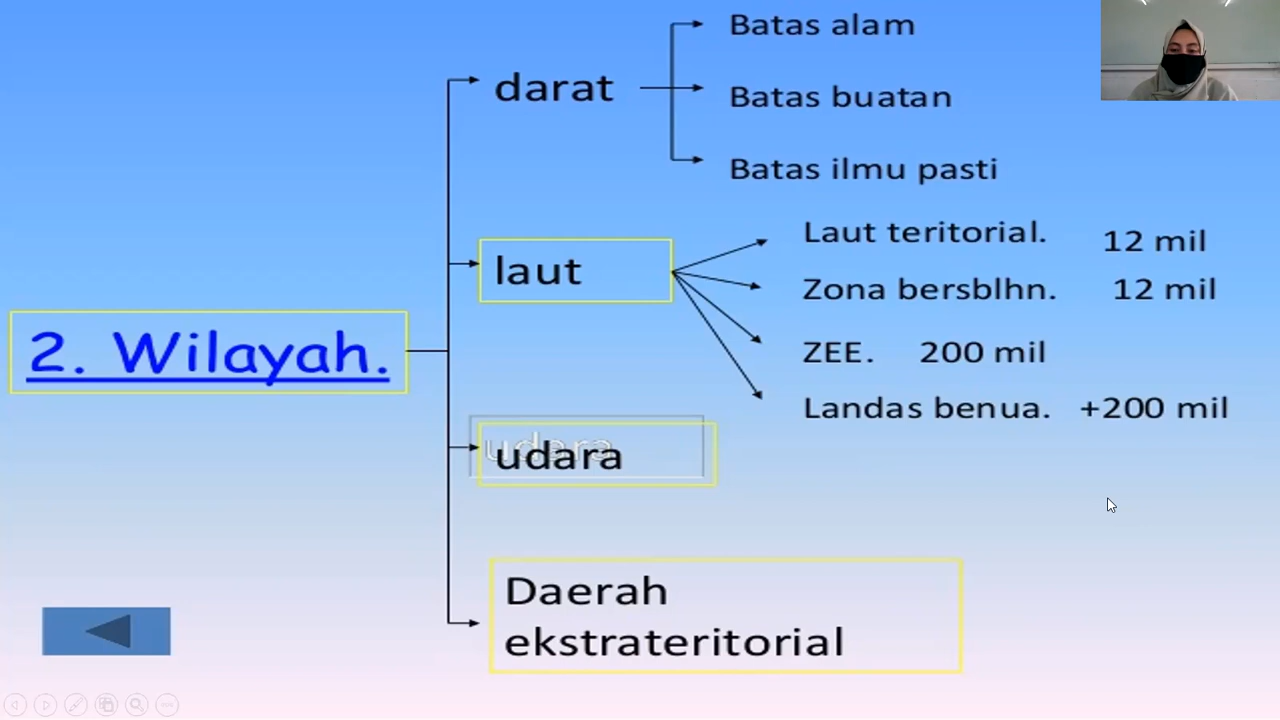 2. Wilayah.
darat
Batas alam
Batas buatan
Batas ilmu pasti
laut
Laut teritorial. 12 mil
Zona bersblhn. 12 mil
ZEE. 200 mil
Landas benua. +200 mil
udara
Daerah
ekstrateritorial